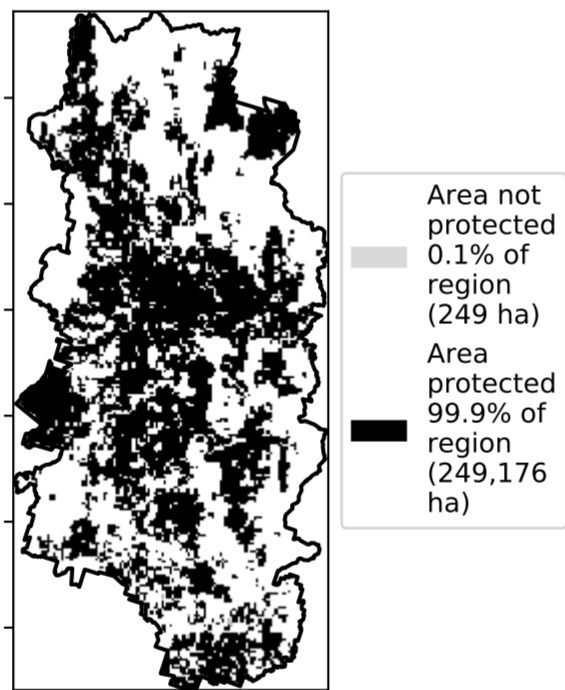 Area not
protected
0.1% of
region
(249 ha)
Area
protected
99.9% of
region
(249,176
ha)